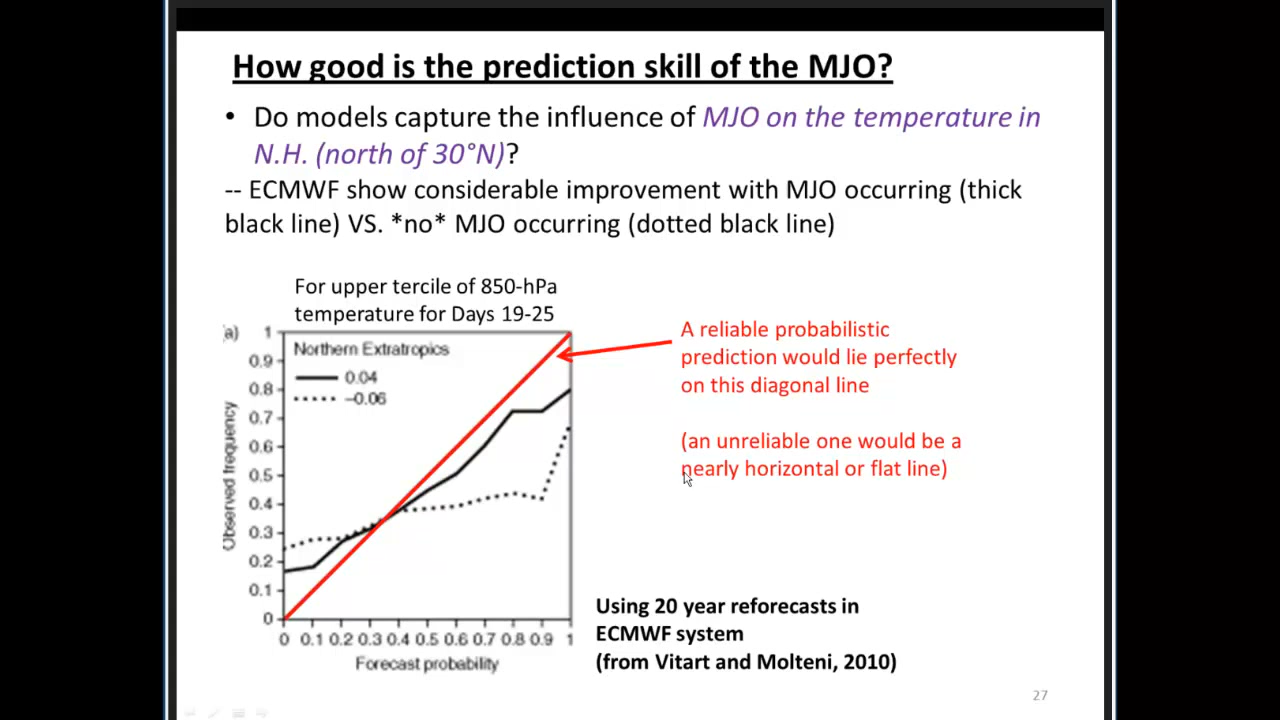 How good is the prediction skill of the MJO?
• Do models capture the influence of MJO on the temperature in
N.H. (north of 30°N)?
-- ECMWF show considerable improvement with MJO occurring (thick
black line) VS. *no* MJO occurring (dotted black line)
For upper tercile of 850-hPa
temperature for Days 19-25
(a)
Northern Extratropics
0.04
-0.06
1
0.9
0.8
0.7
0.6
0.5
0.4
0.3
0.2
0.1
0
Observed frequency
0 0.1 0.2 0.3 0.4 0.5 0.6 0.7 0.8 0.9 1
Forecast probability
A reliable probabilistic
prediction would lie perfectly
on this diagonal line
(an unreliable one would be a
nearly horizontal or flat line)
Using 20 year reforecasts in
ECMWF system
(from Vitart and Molteni, 2010)
27